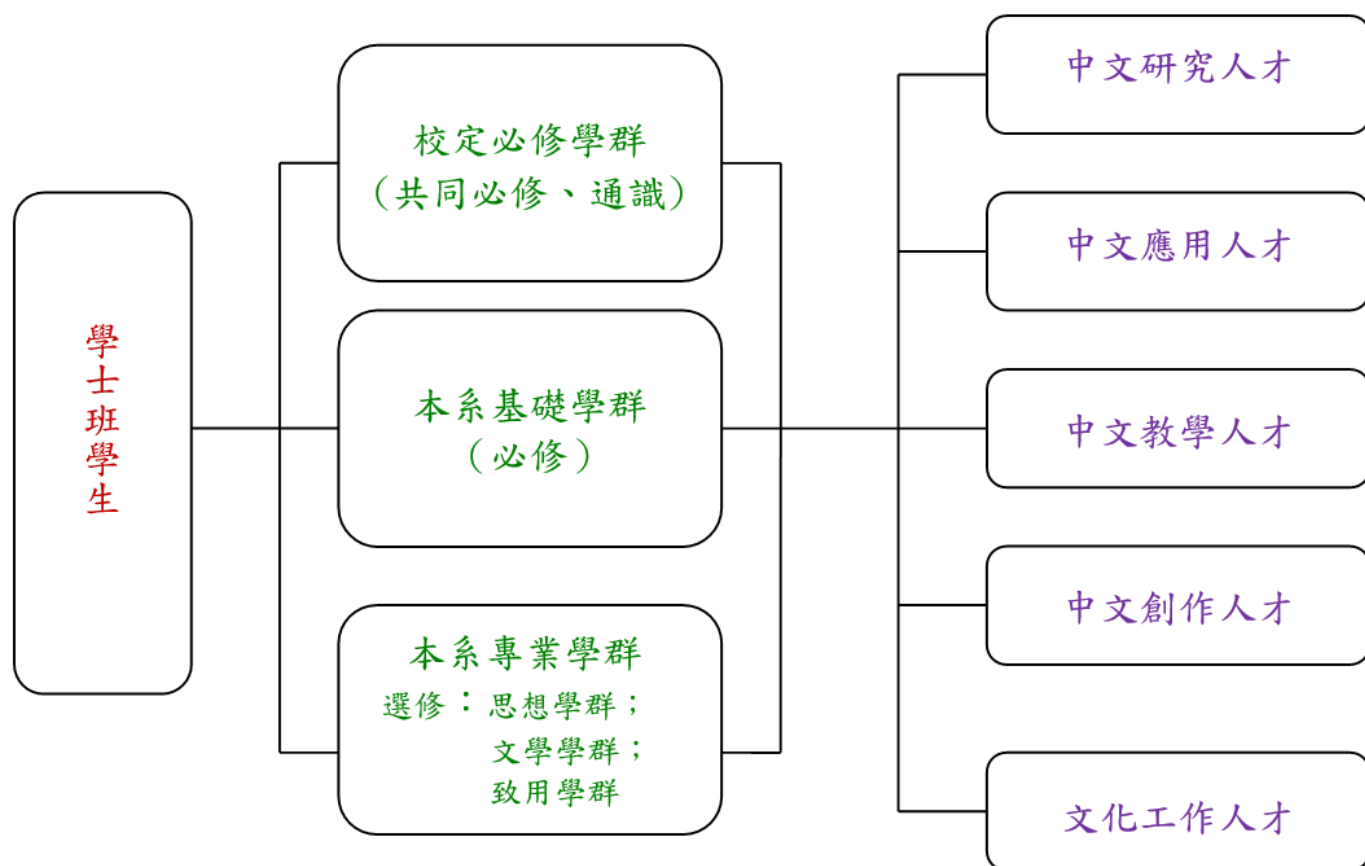 學士班學生
校定必修學群
（共同必修、通識）
本系基礎學群
（必修）
本系專業學群
選修：思想學群；
文學學群；
致用學群
中文研究人才
中文應用人才
中文教學人才
中文創作人才
文化工作人才